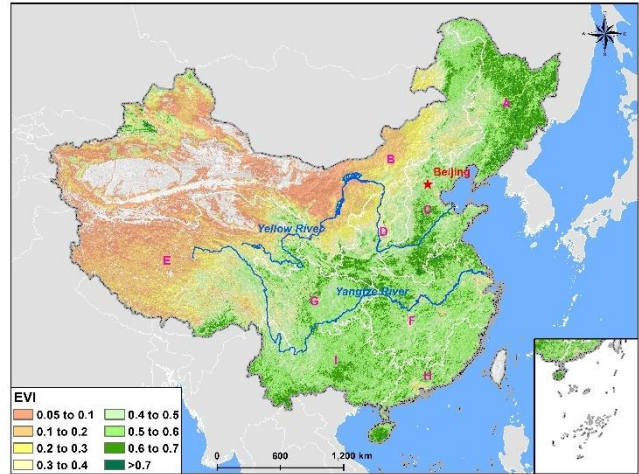 N
A
B
Beijing
C
Yellow River
D
E
Yangtze River
G
F
I
H
EVI
0.05 to 0.1
0.1 to 0.2
0.2 to 0.3
0.3 to 0.4
0.4 to 0.5
0.5 to 0.6
0.6 to 0.7
>0.7
0 600 1,200 km